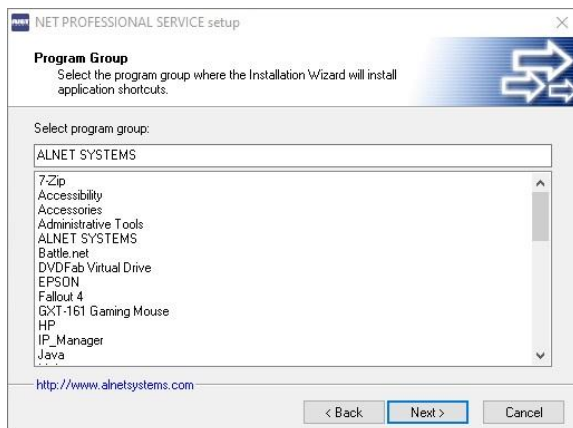 NET PROFESSIONAL SERVICE setup
Program Group
Select the program group where the Installation Wizard will install
application shortcuts.
Select program group:
ALNET SYSTEMS
7-Zip
Accessibility
Accessories
Administrative Tools
ALNET SYSTEMS
Battle.net
DVDFab Virtual Drive
EPSON
Fallout 4
GXT-161 Gaming Mouse
HP
IP_Manager
Java
http://www.alnetsystems.com
< Back
Next >
Cancel